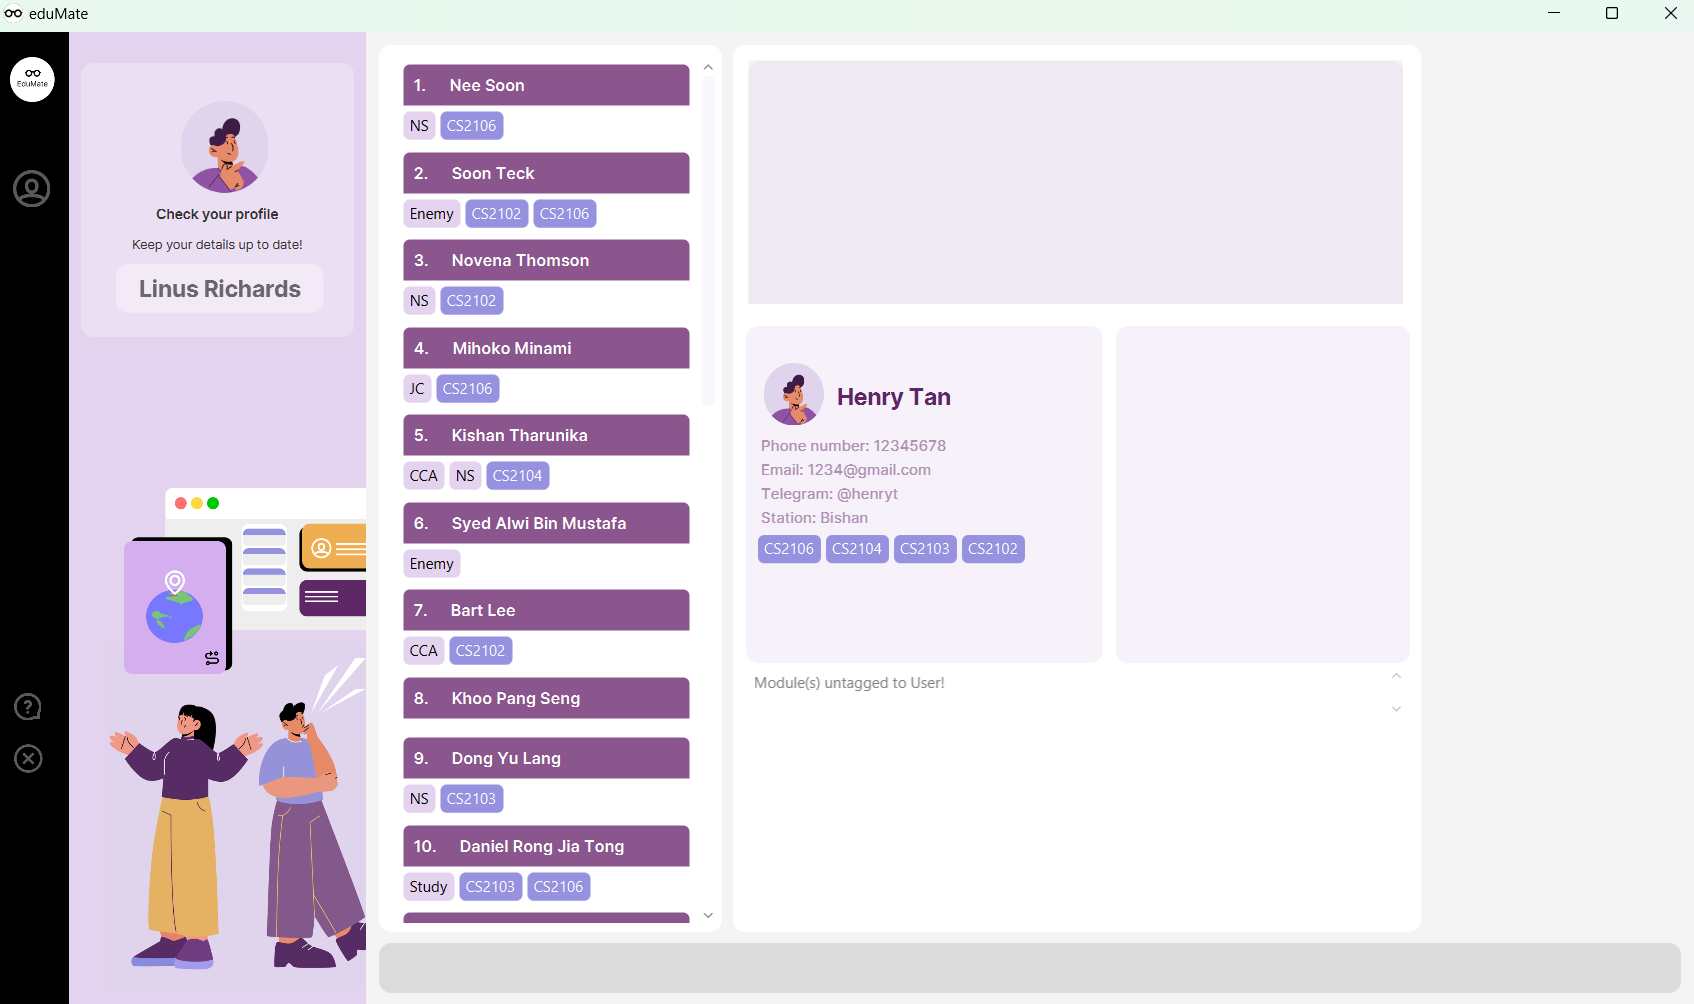 eduMate
EduMate
Check your profile
Keep your details up to date!
Linus Richards
1. Nee Soon
NS CS2106
2. Soon Teck
Enemy CS2102 CS2106
3. Novena Thomson
NS CS2102
4. Mihoko Minami
JC CS2106
5. Kishan Tharunika
CCA NS CS2104
6. Syed Alwi Bin Mustafa
Enemy
7. Bart Lee
CCA CS2102
8. Khoo Pang Seng
9. Dong Yu Lang
NS CS2103
10. Daniel Rong Jia Tong
Study CS2103 CS2106
Henry Tan
Phone number: 12345678
Email: 1234@gmail.com
Telegram: @henryt
Station: Bishan
CS2106 CS2104 CS2103 CS2102
Module(s) untagged to User!